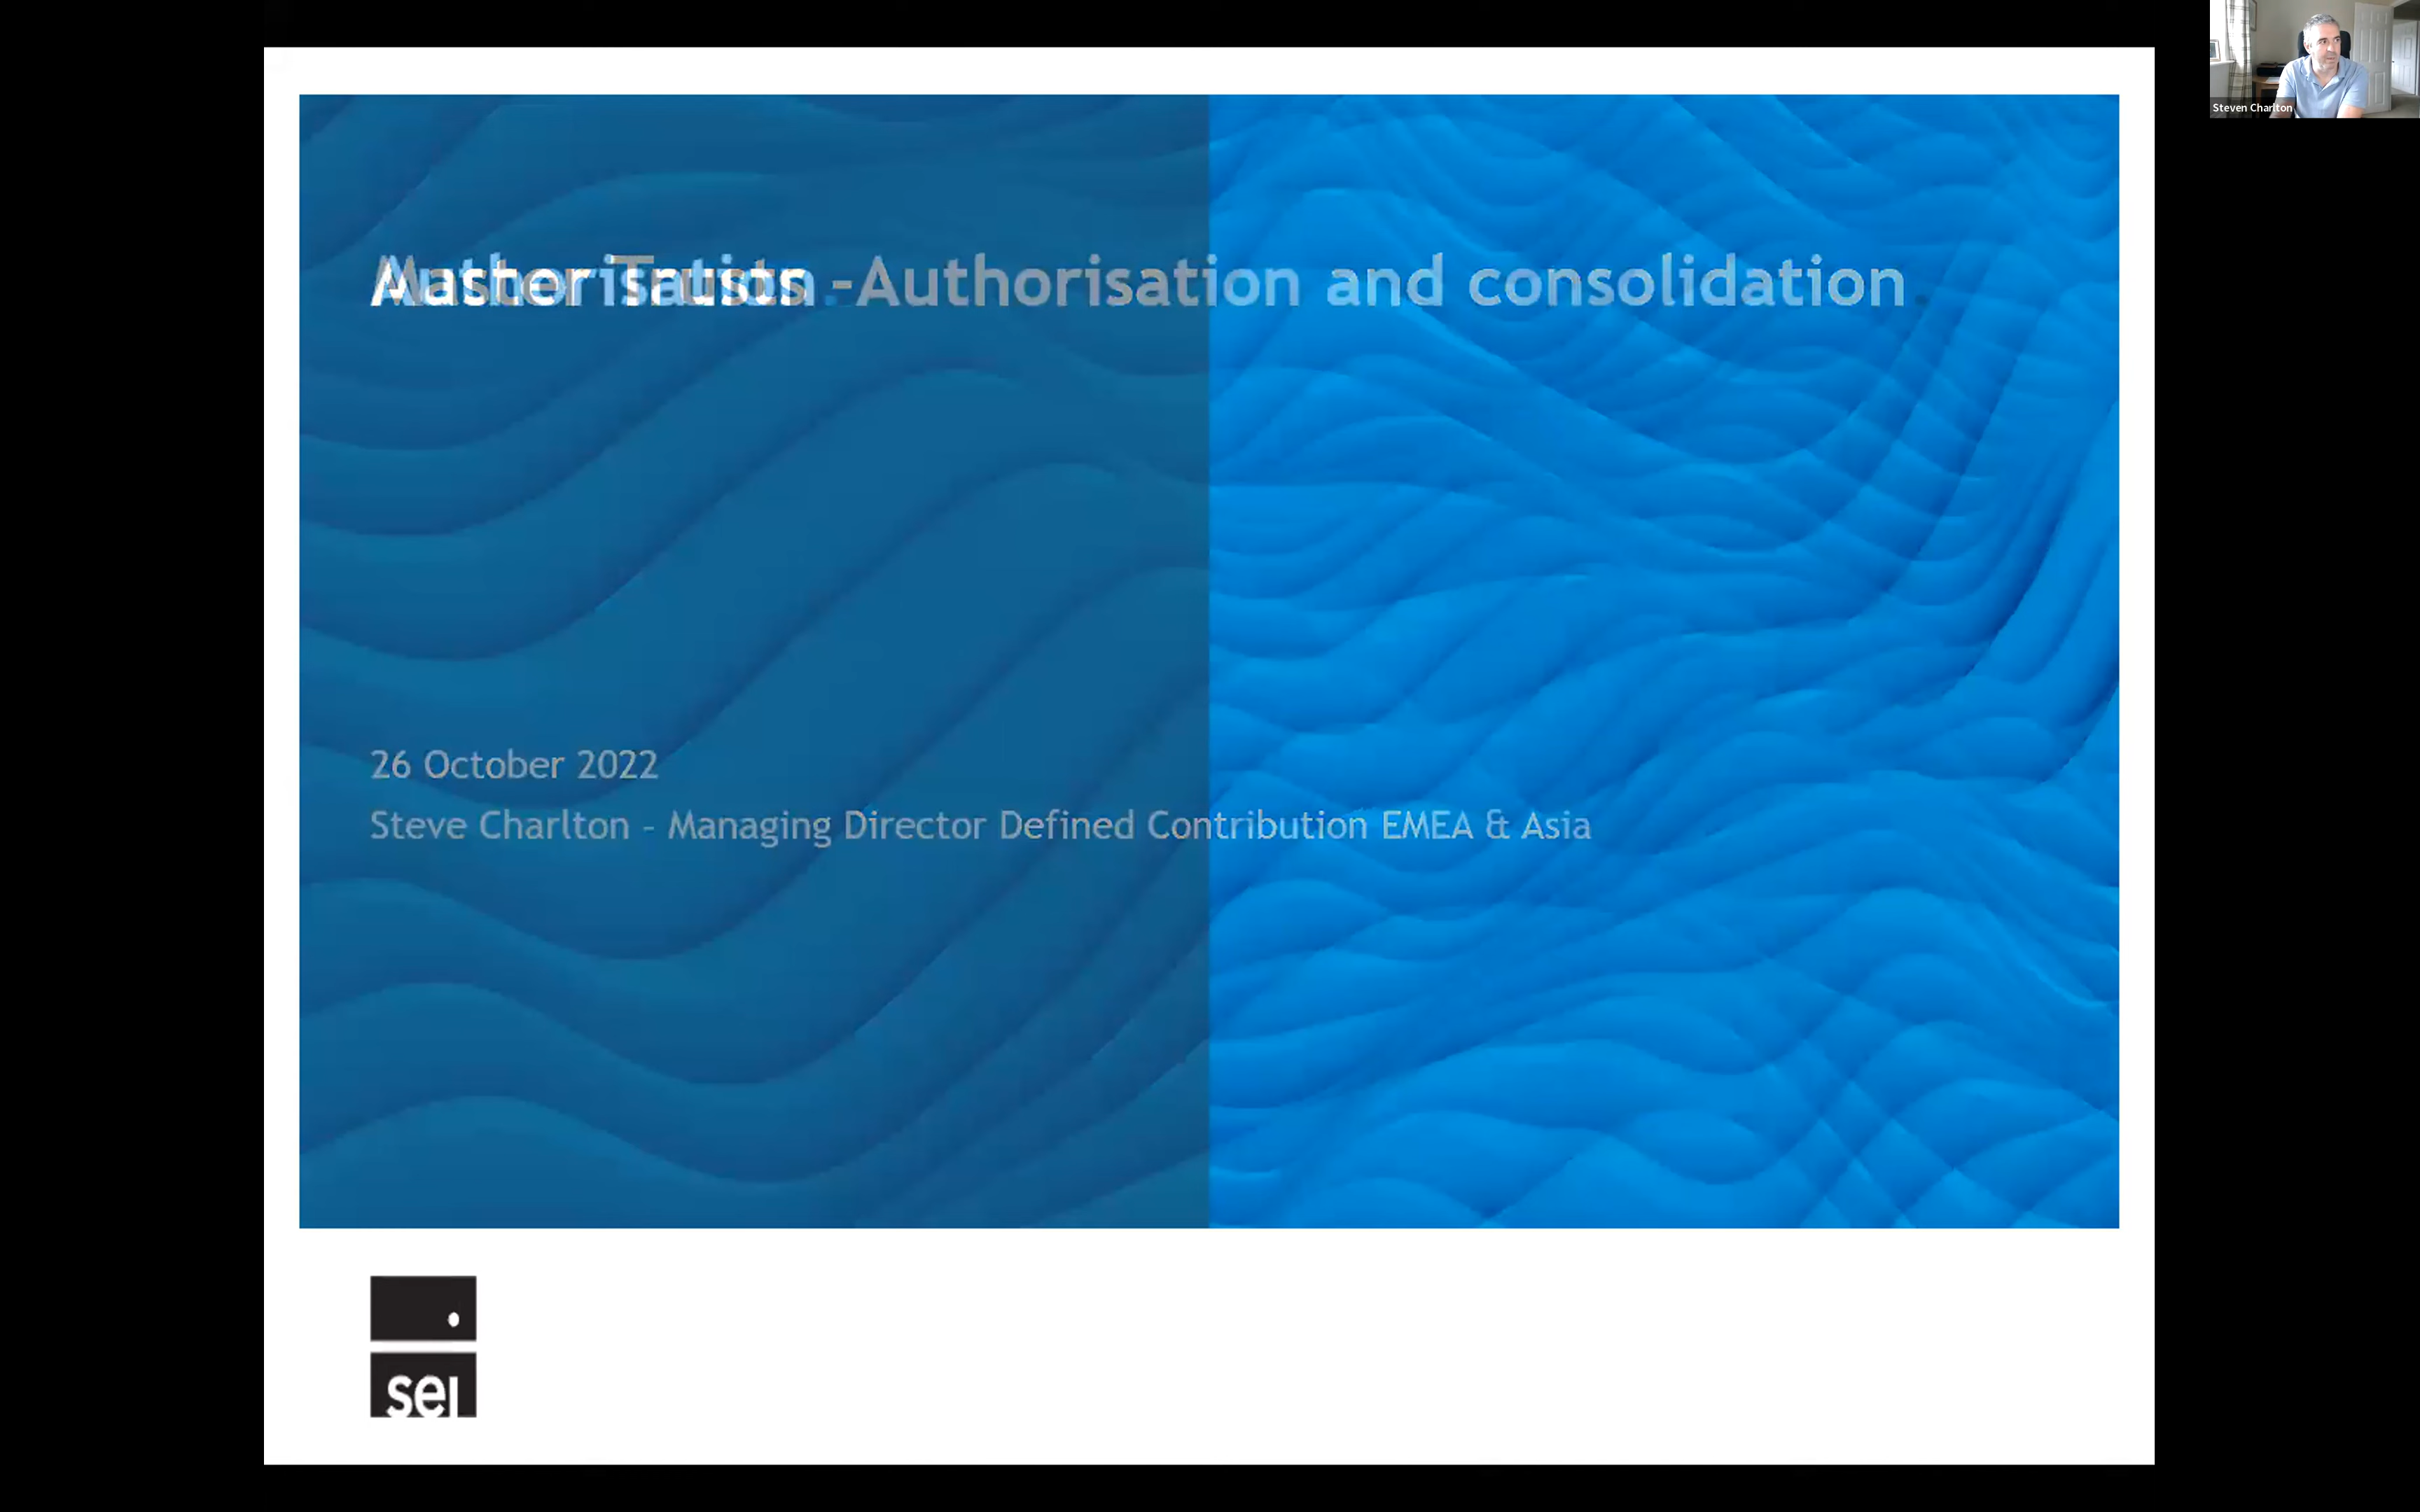 Master Trusts - Authorisation and consolidation
Authorisation
26 October 2022
Steve Charlton - Managing Director Defined Contribution EMEA & Asia
sei
Steven Charlton